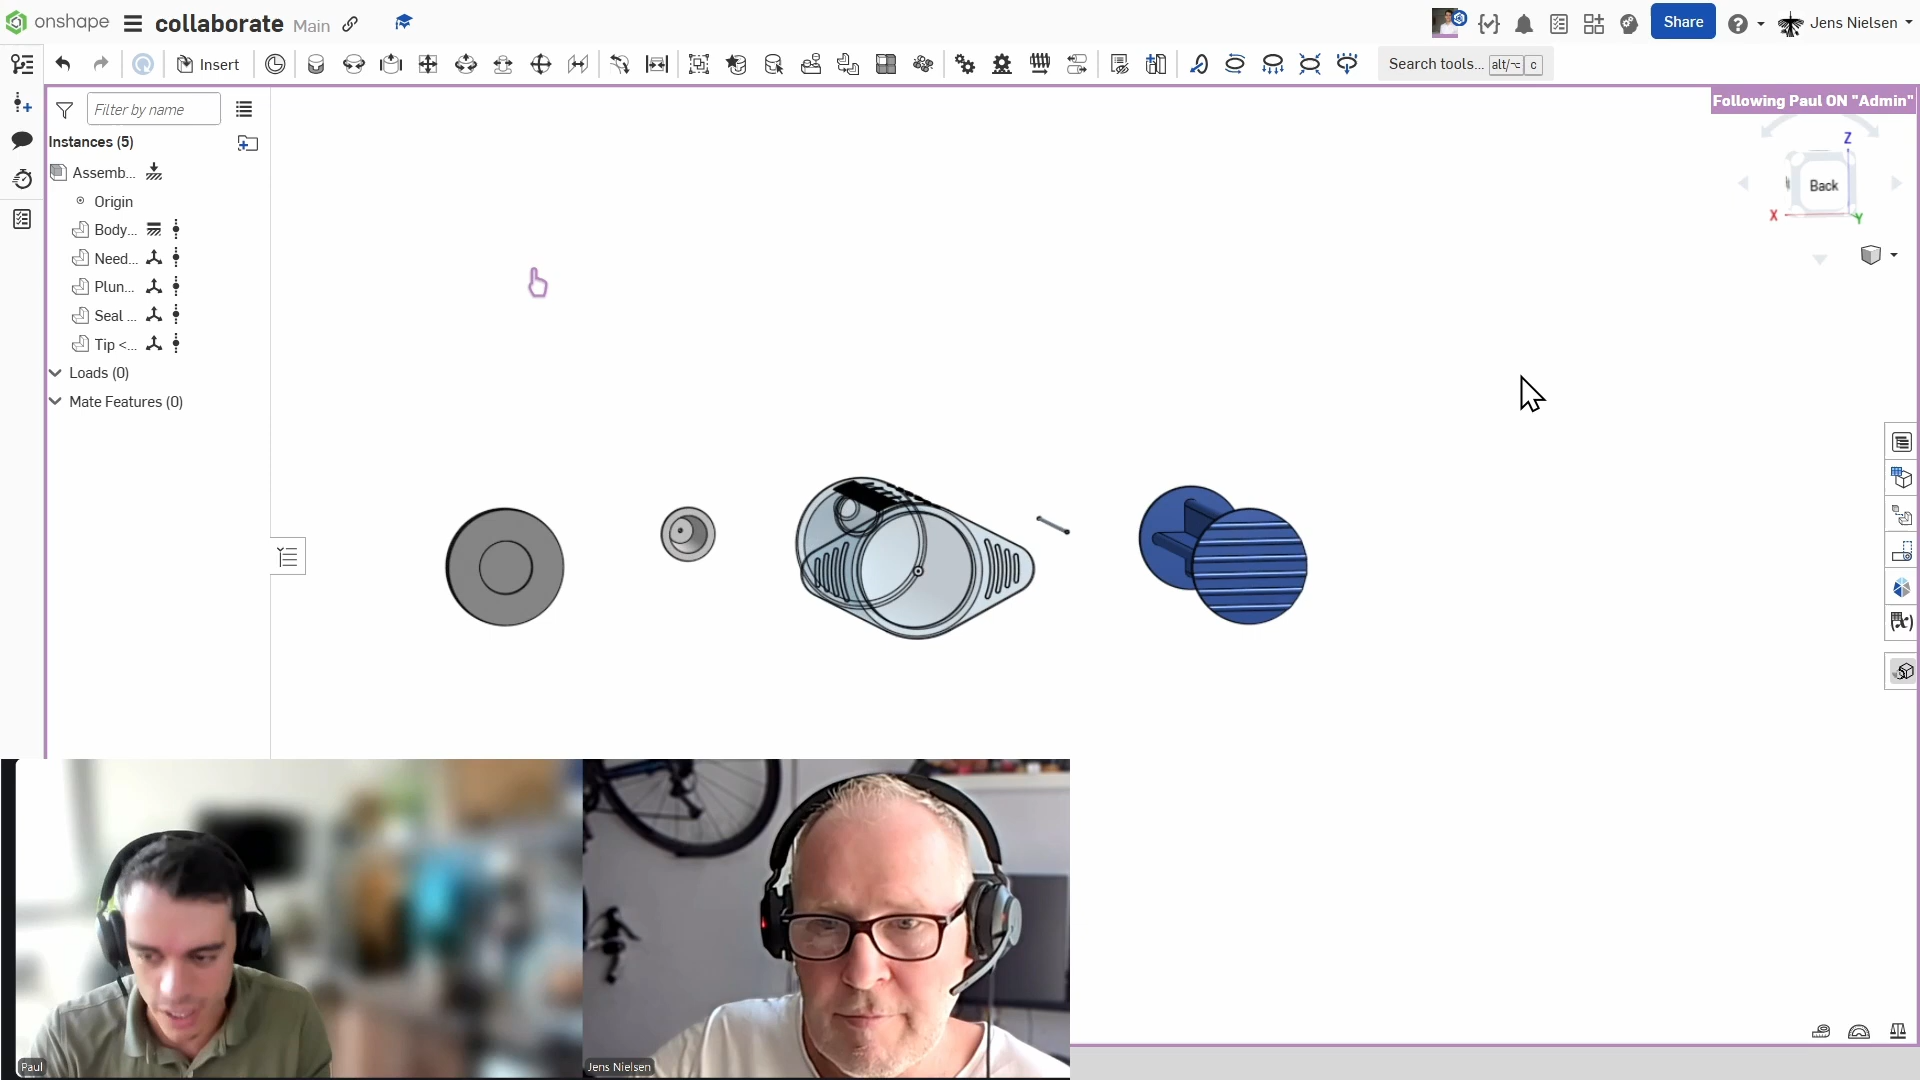 onshape
collaborate Main
Share
Jens Nielsen
Insert
Search tools... alt/⌥ c
Filter by name
Following Paul ON "Admin"
Instances (5)
Assemb...
Origin
Body...
Need...
Plun...
Seal ...
Tip <...
Loads (0)
Mate Features (0)
Z
Back
X
Y
(x)
Paul
Jens Nielsen